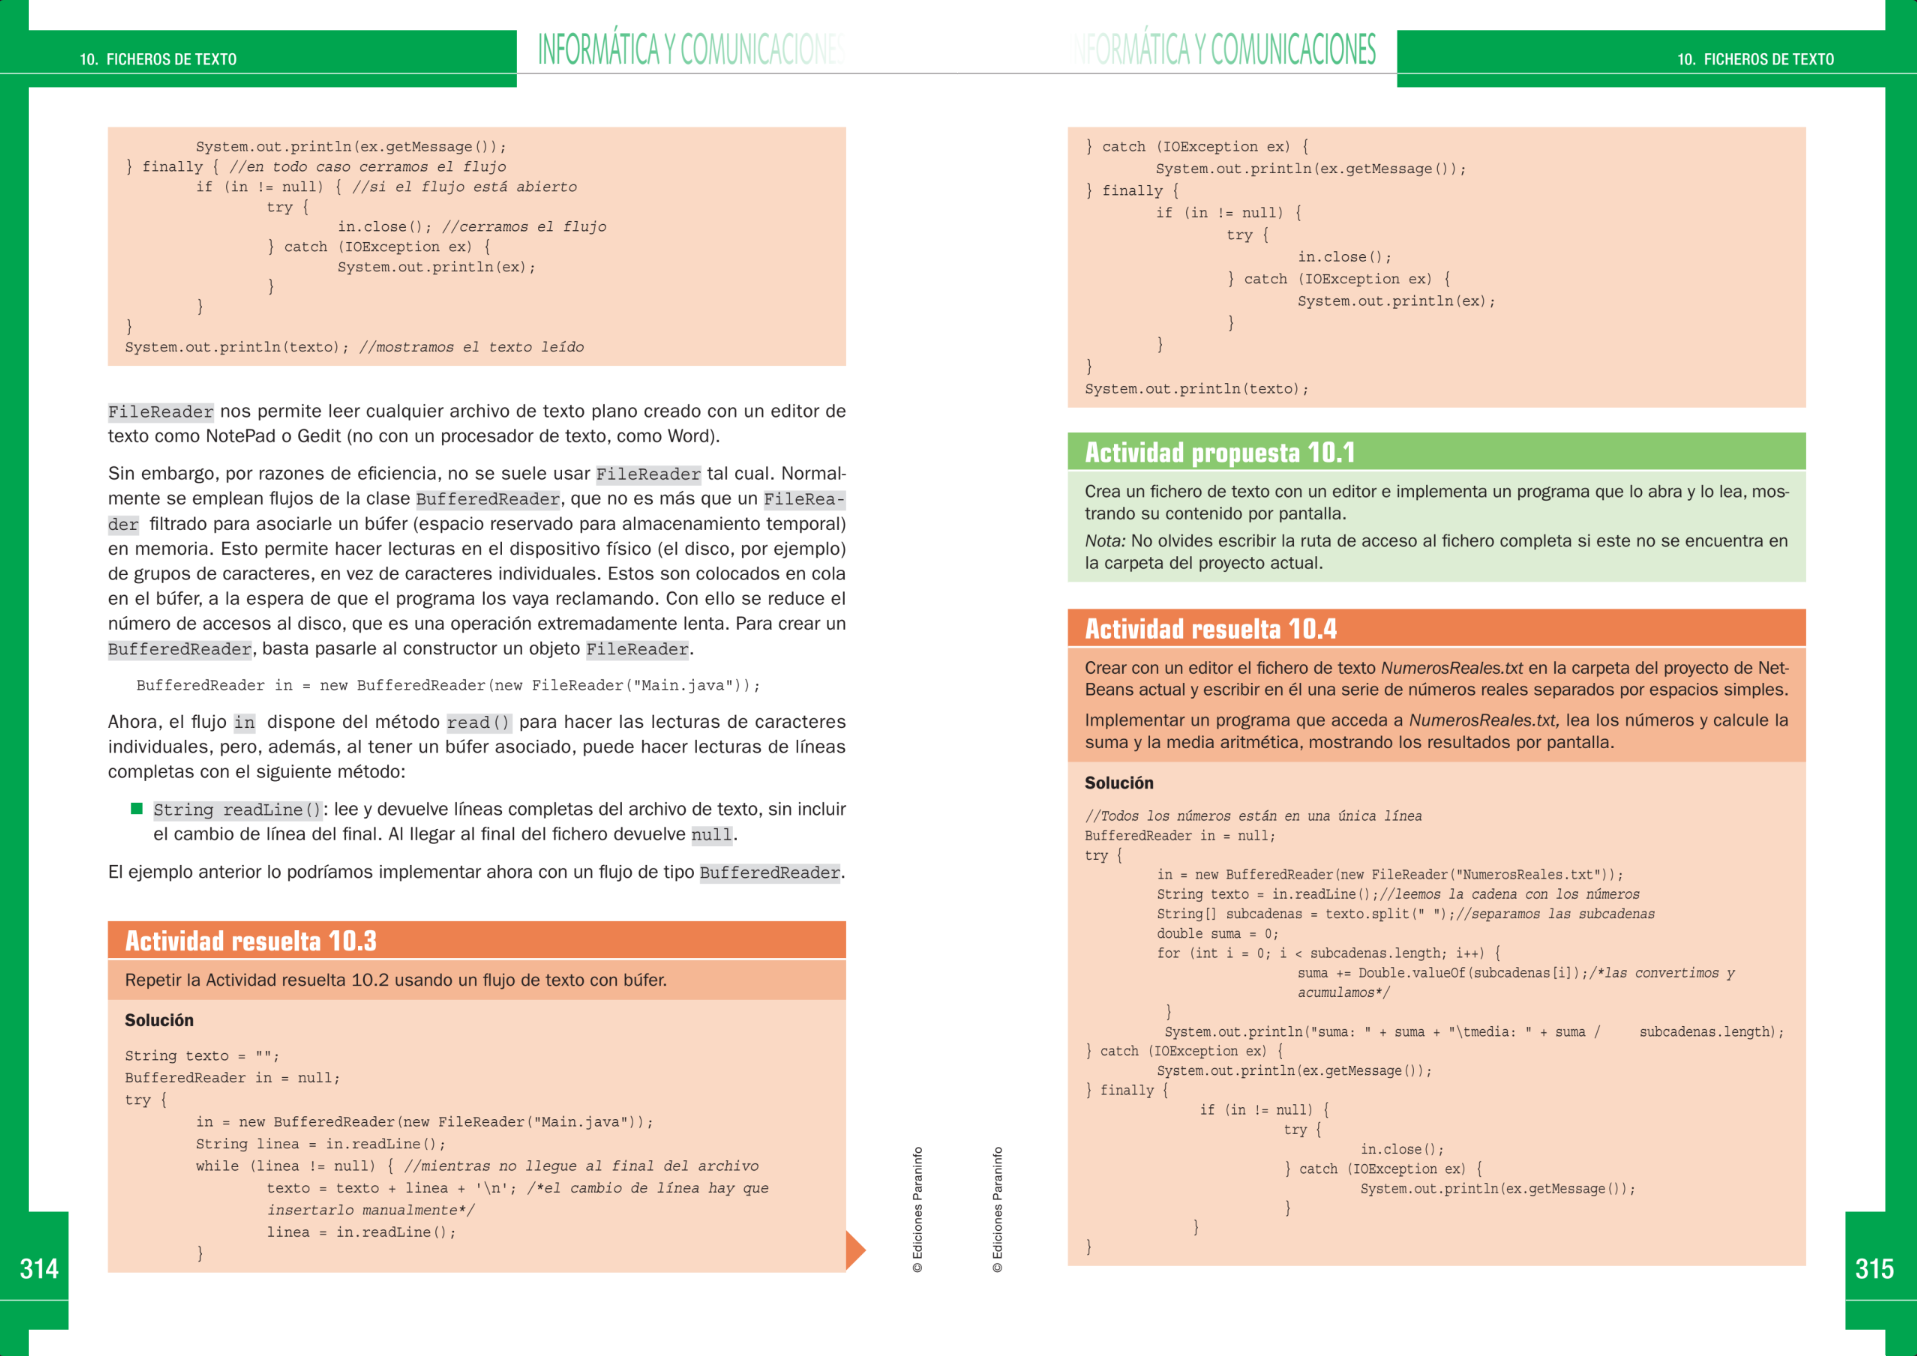 10. FICHEROS DE TEXTO
INFORMÁTICA Y COMUNICACIONES
System.out.println(ex.getMessage());
} finally { //en todo caso cerramos el flujo
if (in != null) { //si el flujo está abierto
try {
in.close(); //cerramos el flujo
} catch (IOException ex) {
System.out.println(ex);
}
}
}
System.out.println(texto); //mostramos el texto leído
FileReader nos permite leer cualquier archivo de texto plano creado con un editor de
texto como NotePad o Gedit (no con un procesador de texto, como Word).
Sin embargo, por razones de eficiencia, no se suele usar FileReader tal cual. Normal-
mente se emplean flujos de la clase BufferedReader, que no es más que un FileRea-
der filtrado para asociarle un búfer (espacio reservado para almacenamiento temporal)
en memoria. Esto permite hacer lecturas en el dispositivo físico (el disco, por ejemplo)
de grupos de caracteres, en vez de caracteres individuales. Estos son colocados en cola
en el búfer, a la espera de que el programa los vaya reclamando. Con ello se reduce el
número de accesos al disco, que es una operación extremadamente lenta. Para crear un
BufferedReader, basta pasarle al constructor un objeto FileReader.
BufferedReader in = new BufferedReader(new FileReader("Main.java"));
Ahora, el flujo in dispone del método read() para hacer las lecturas de caracteres
individuales, pero, además, al tener un búfer asociado, puede hacer lecturas de líneas
completas con el siguiente método:
■ String readLine(): lee y devuelve líneas completas del archivo de texto, sin incluir
el cambio de línea del final. Al llegar al final del fichero devuelve null.
El ejemplo anterior lo podríamos implementar ahora con un flujo de tipo BufferedReader.
Actividad resuelta 10.3
Repetir la Actividad resuelta 10.2 usando un flujo de texto con búfer.
Solución
String texto = "";
BufferedReader in = null;
try {
in = new BufferedReader(new FileReader("Main.java"));
String linea = in.readLine();
while (linea != null) { //mientras no llegue al final del archivo
texto = texto + linea + '\n'; /*el cambio de línea hay que
insertarlo manualmente*/
linea = in.readLine();
}
© Ediciones Paraninfo
314
INFORMÁTICA Y COMUNICACIONES
10. FICHEROS DE TEXTO
} catch (IOException ex) {
System.out.println(ex.getMessage());
} finally {
if (in != null) {
try {
in.close();
} catch (IOException ex) {
System.out.println(ex);
}
}
}
System.out.println(texto);
Actividad propuesta 10.1
Crea un fichero de texto con un editor e implementa un programa que lo abra y lo lea, mos-
trando su contenido por pantalla.
Nota: No olvides escribir la ruta de acceso al fichero completa si este no se encuentra en
la carpeta del proyecto actual.
Actividad resuelta 10.4
Crear con un editor el fichero de texto NumerosReales.txt en la carpeta del proyecto de Net-
Beans actual y escribir en él una serie de números reales separados por espacios simples.
Implementar un programa que acceda a NumerosReales.txt, lea los números y calcule la
suma y la media aritmética, mostrando los resultados por pantalla.
Solución
//Todos los números están en una única línea
BufferedReader in = null;
try {
in = new BufferedReader(new FileReader("NumerosReales.txt"));
String texto = in.readLine();//leemos la cadena con los números
String[] subcadenas = texto.split(" ");//separamos las subcadenas
double suma = 0;
for (int i = 0; i < subcadenas.length; i++) {
suma += Double.valueOf(subcadenas[i]);/*las convertimos y
acumulamos*/
}
System.out.println("suma: " + suma + "\tmedia: " + suma / subcadenas.length);
} catch (IOException ex) {
System.out.println(ex.getMessage());
} finally {
if (in != null) {
try {
in.close();
} catch (IOException ex) {
System.out.println(ex.getMessage());
}
}
}
© Ediciones Paraninfo
315